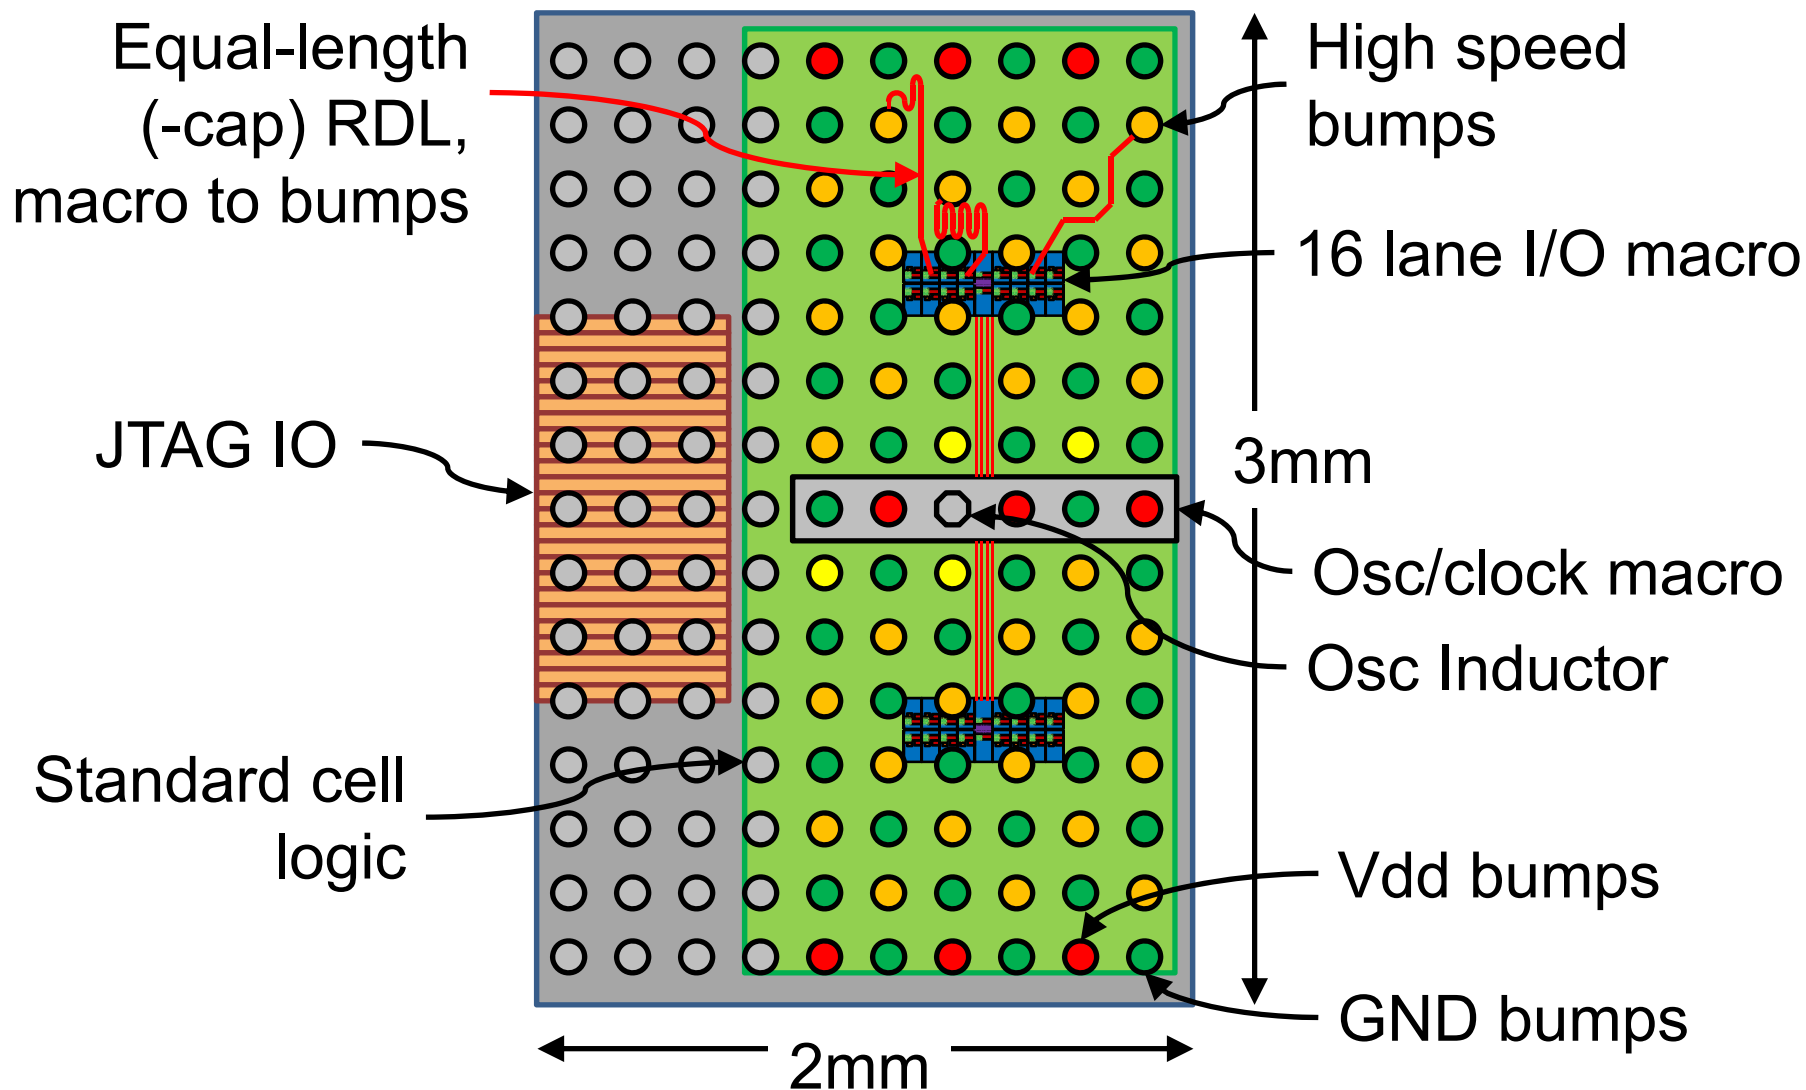 Equal-length
(-cap) RDL,
macro to bumps
High speed
bumps
16 lane I/O macro
JTAG IO
3mm
Osc/clock macro
Osc Inductor
Standard cell
logic
Vdd bumps
GND bumps
2mm